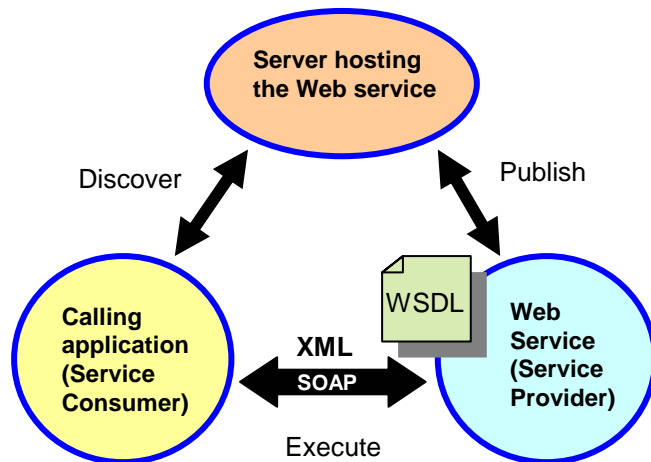 Server hosting
the Web service
Discover
Publish
WSDL
Calling
application
(Service
Consumer)
XML
SOAP
Execute
Web
Service
(Service
Provider)